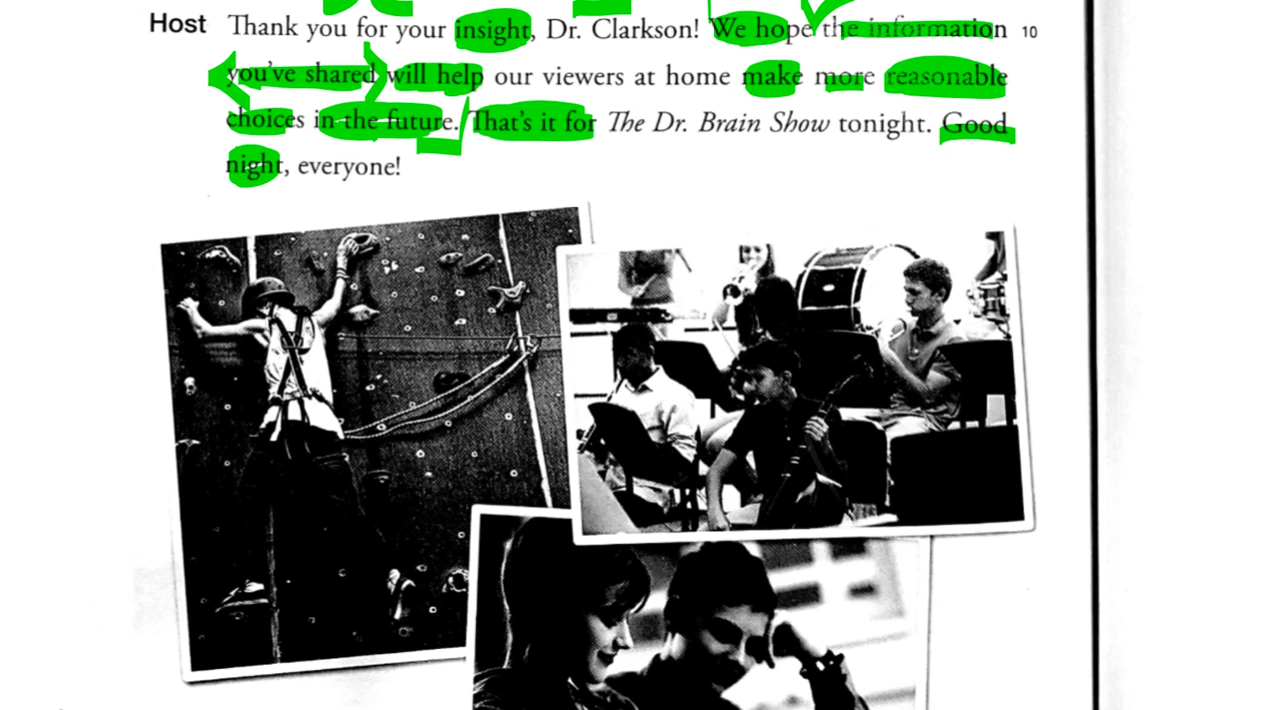 Host Thank you for your insight, Dr. Clarkson! We hope the information 10
you've shared will help our viewers at home make more reasonable
choices in the future. That's it for The Dr. Brain Show tonight. Good
night, everyone!